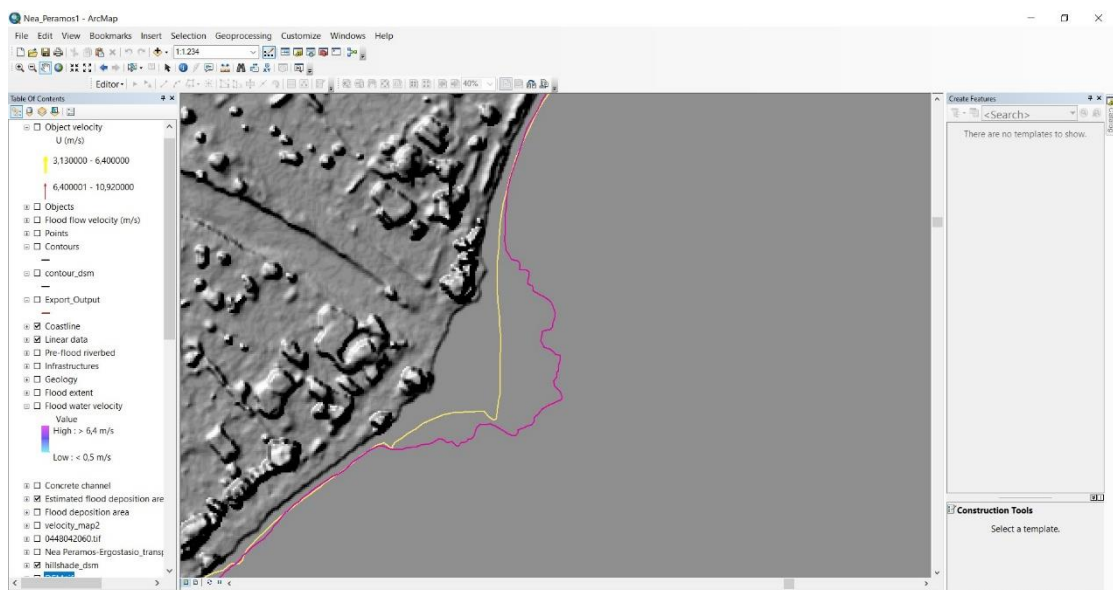 Nea_Peramos1 - ArcMap
File Edit View Bookmarks Insert Selection Geoprocessing Customize Windows Help
1:1.234
Editor
40%
Table Of Contents
Object velocity
U (m/s)
3,130000 - 6,400000
6,400001 - 10,920000
Objects
Flood flow velocity (m/s)
Points
Contours
contour_dsm
Export_Output
Coastline
Linear data
Pre-flood riverbed
Infrastructures
Geology
Flood extent
Flood water velocity
Value
High : > 6,4 m/s
Low : < 0,5 m/s
Concrete channel
Estimated flood deposition are
Flood deposition area
velocity_map2
0448042060.tif
Nea Peramos-Ergostasio_transp
hillshade_dsm
Create Features
<Search>
There are no templates to show.
Catalog
Construction Tools
Select a template.